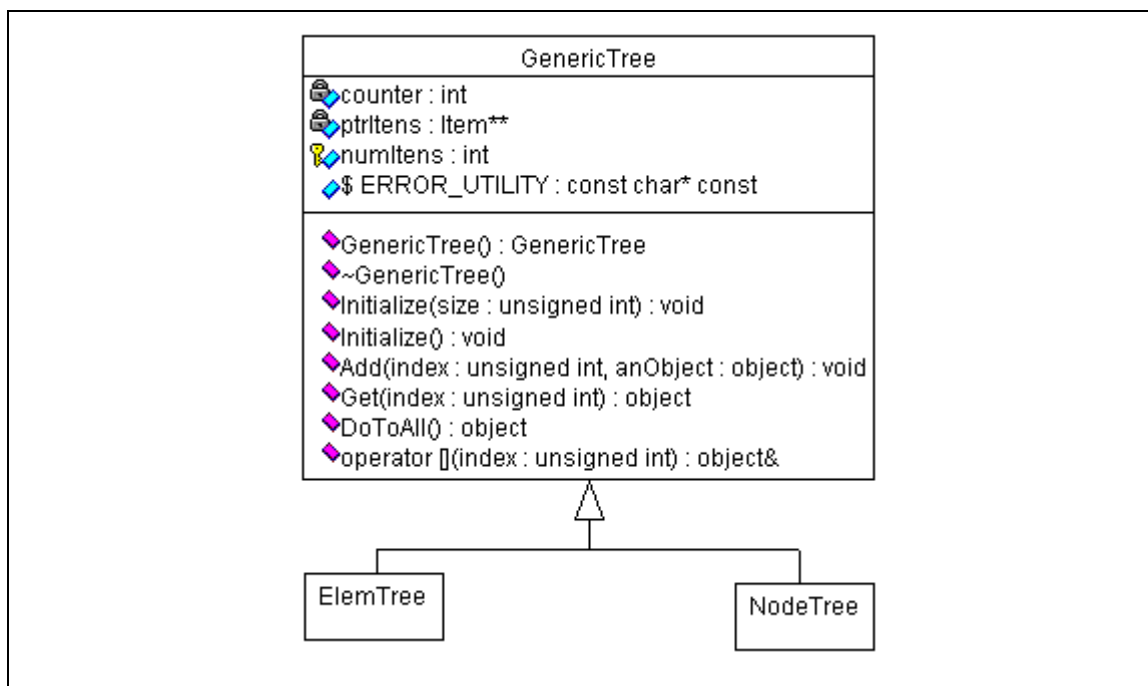 GenericTree
counter : int
ptrItens : Item**
numItens : int
$ ERROR_UTILITY : const char* const
GenericTree() : GenericTree
~GenericTree()
Initialize(size : unsigned int) : void
Initialize() : void
Add(index : unsigned int, anObject : object) : void
Get(index : unsigned int) : object
DoToAll() : object
operator [](index : unsigned int) : object&
ElemTree
NodeTree